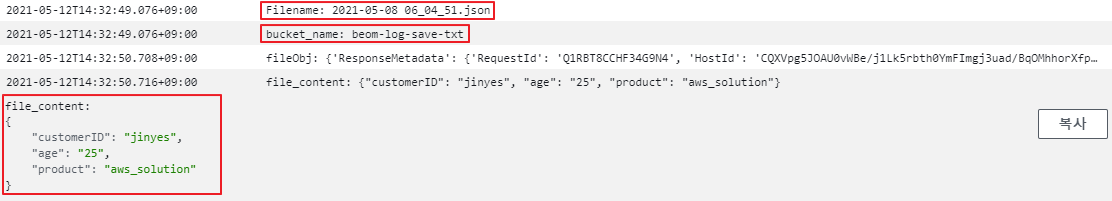 2021-05-12T14:32:49.076+09:00 Filename: 2021-05-08 06_04_51.json
2021-05-12T14:32:49.076+09:00 bucket_name: beom-log-save-txt
2021-05-12T14:32:50.708+09:00 fileObj: {'ResponseMetadata': {'RequestId': 'Q1RBT8CCHF34G9N4', 'HostId': 'CQXVpg5JOAU0vWBe/j1Lk5rbth0YmFImgj3uad/BqOMhhorXfp…
2021-05-12T14:32:50.716+09:00 file_content: {"customerID": "jinyes", "age": "25", "product": "aws_solution"}
file_content:
{
"customerID": "jinyes",
"age": "25",
"product": "aws_solution"
}
복사